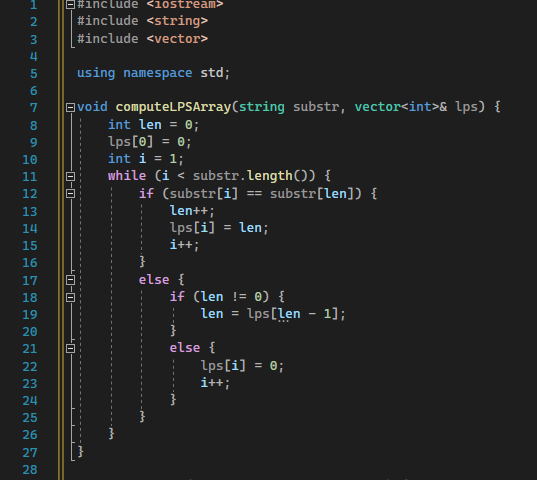 1 #include <iostream>
2 #include <string>
3 #include <vector>
4
5 using namespace std;
6
7 void computeLPSArray(string substr, vector<int>& lps) {
8 int len = 0;
9 lps[0] = 0;
10 int i = 1;
11 while (i < substr.length()) {
12 if (substr[i] == substr[len]) {
13 len++;
14 lps[i] = len;
15 i++;
16 }
17 else {
18 if (len != 0) {
19 len = lps[len - 1];
20 }
21 else {
22 lps[i] = 0;
23 i++;
24 }
25 }
26 }
27 }
28